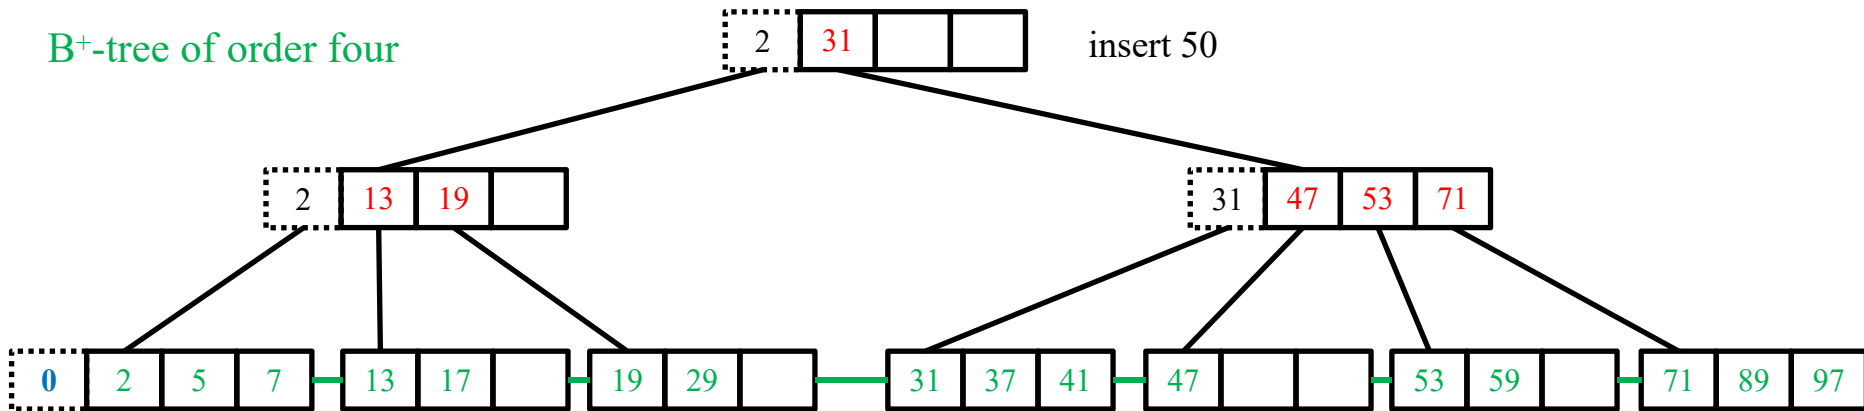 B⁺-tree of order four
2 31
insert 50
2 13 19
31 47 53 71
0 2 5 7 13 17 19 29 31 37 41 47 53 59 71 89 97